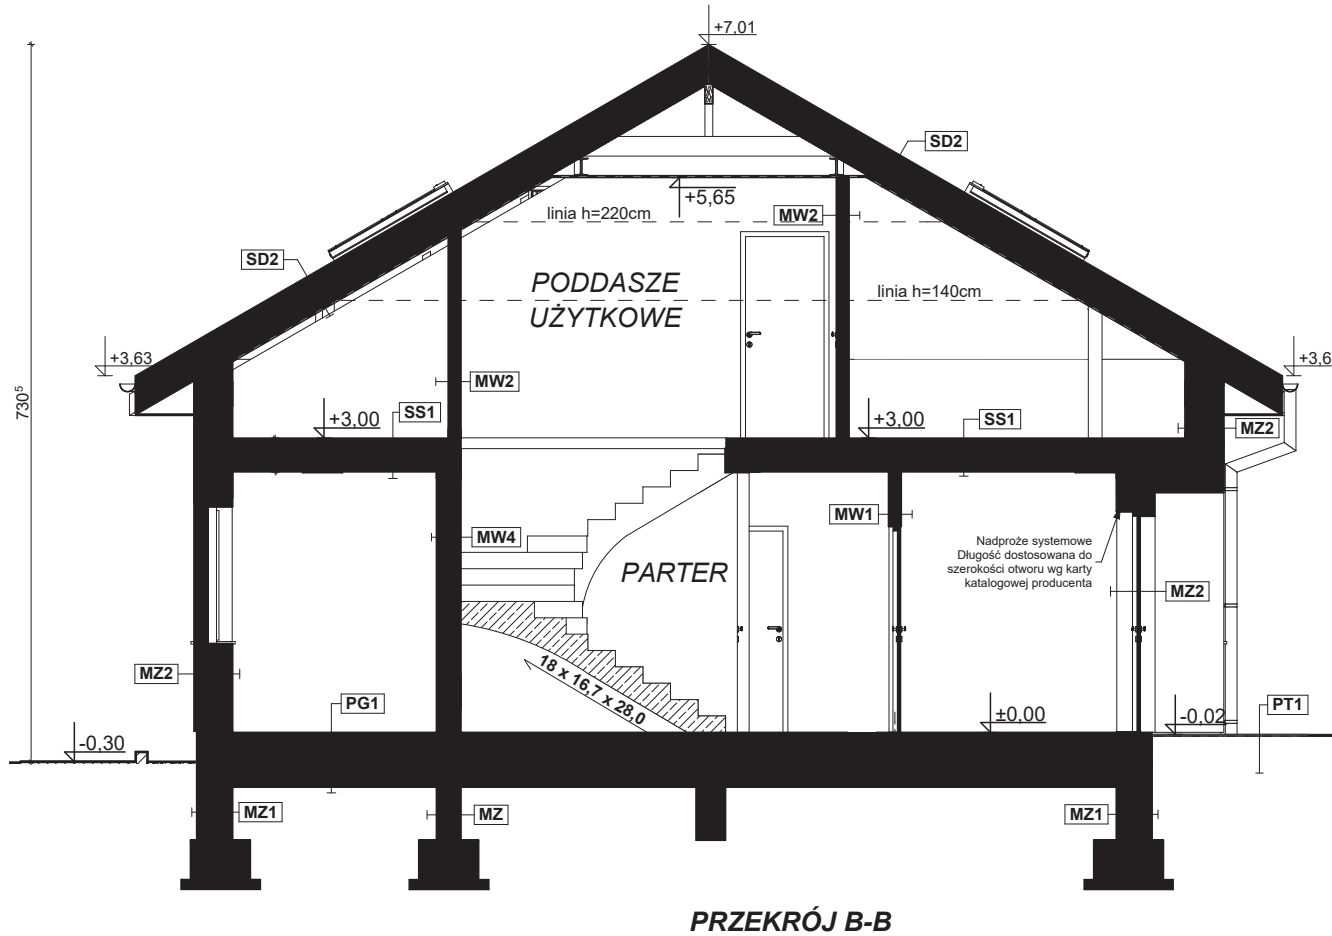 +7,01
SD2
+5,65
MW2
linia h=220cm
SD2
PODDASZE
UŻYTKOWE
linia h=140cm
+3,63
+3,6
730⁵
MW2
SS1
+3,00
+3,00
SS1
MZ2
MW4
MW1
Nadproże systemowe
Długość dostosowana do
szerokości otworu wg karty
katalogowej producenta
PARTER
MZ2
MZ2
18 x 16,7 x 28,0
PG1
±0,00
-0,02
PT1
-0,30
MZ1
MZ
MZ1
PRZEKRÓJ B-B